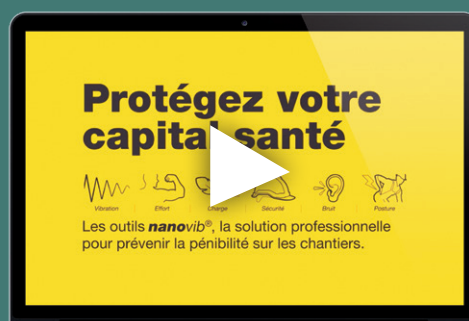 Protégez votre
capital santé
Vibration Effort Charge Sécurité Bruit Posture
Les outils nanovib®, la solution professionnelle
pour prévenir la pénibilité sur les chantiers.